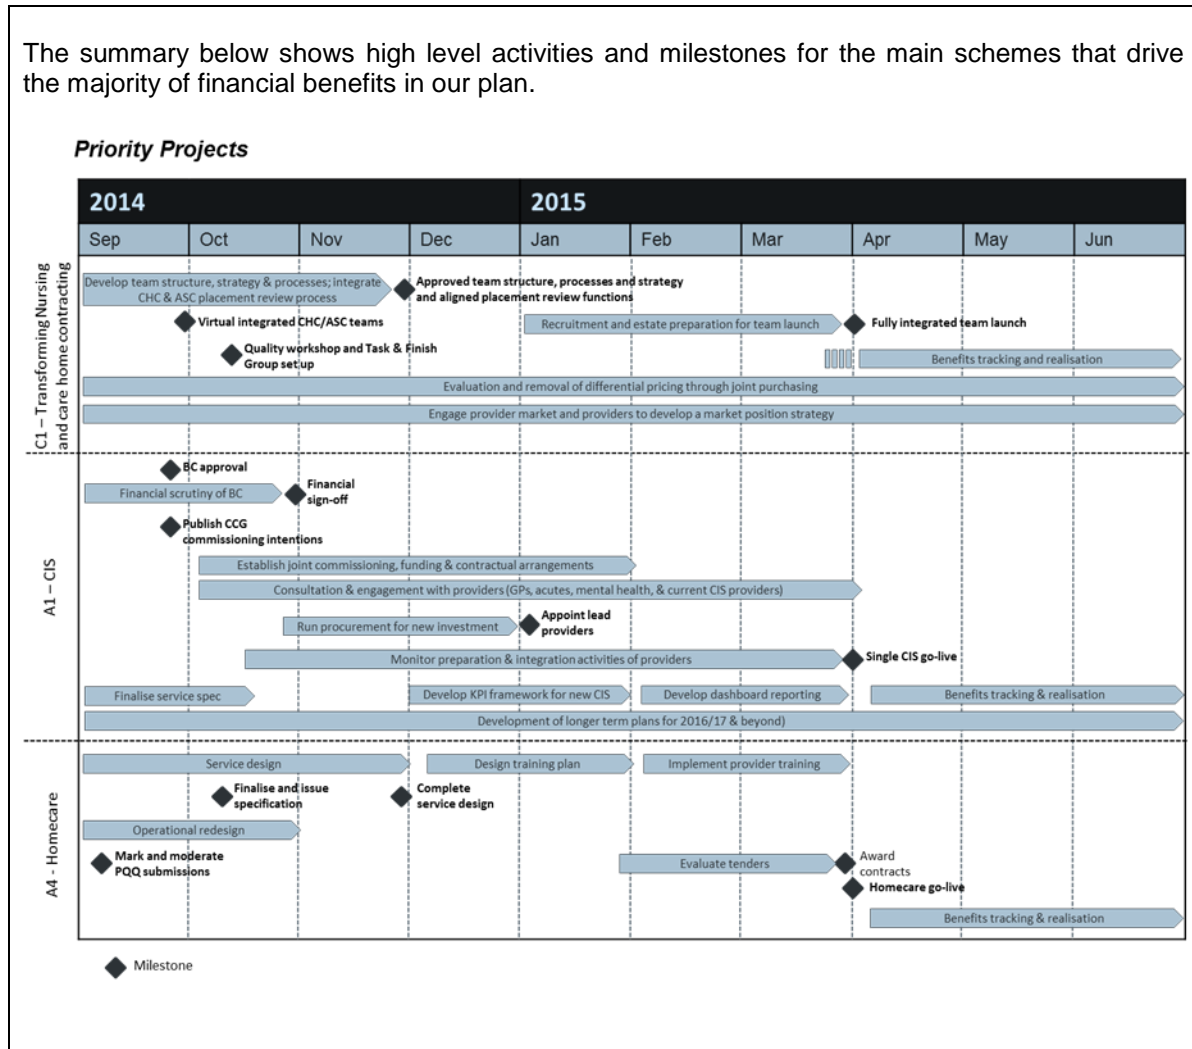 The summary below shows high level activities and milestones for the main schemes that drive
the majority of financial benefits in our plan.
Priority Projects
2014
2015
Sep
Oct
Nov
Dec
Jan
Feb
Mar
Apr
May
Jun
C1 – Transforming Nursing
and care home contracting
Develop team structure, strategy & processes; integrate
CHC & ASC placement review process
Approved team structure, processes and strategy
and aligned placement review functions
Virtual integrated CHC/ASC teams
Recruitment and estate preparation for team launch
Fully integrated team launch
Quality workshop and Task & Finish
Group set up
Benefits tracking and realisation
Evaluation and removal of differential pricing through joint purchasing
Engage provider market and providers to develop a market position strategy
A1 – CIS
BC approval
Financial scrutiny of BC
Financial
sign-off
Publish CCG
commissioning intentions
Establish joint commissioning, funding & contractual arrangements
Consultation & engagement with providers (GPs, acutes, mental health, & current CIS providers)
Run procurement for new investment
Appoint lead
providers
Monitor preparation & integration activities of providers
Single CIS go-live
Finalise service spec
Develop KPI framework for new CIS
Develop dashboard reporting
Benefits tracking & realisation
Development of longer term plans for 2016/17 & beyond)
A4 - Homecare
Service design
Design training plan
Implement provider training
Finalise and issue
specification
Complete
service design
Operational redesign
Mark and moderate
PQQ submissions
Evaluate tenders
Award
contracts
Homecare go-live
Benefits tracking & realisation
Milestone